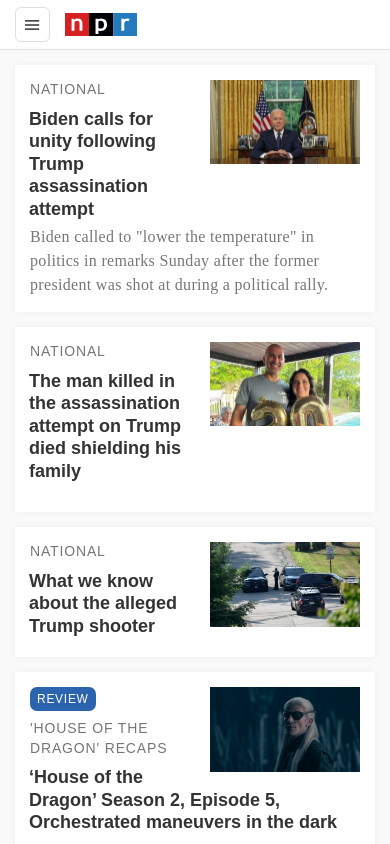 npr
NATIONAL
Biden calls for
unity following
Trump
assassination
attempt
Biden called to "lower the temperature" in
politics in remarks Sunday after the former
president was shot at during a political rally.
NATIONAL
The man killed in
the assassination
attempt on Trump
died shielding his
family
20
NATIONAL
What we know
about the alleged
Trump shooter
REVIEW
'HOUSE OF THE
DRAGON' RECAPS
‘House of the
Dragon’ Season 2, Episode 5,
Orchestrated maneuvers in the dark